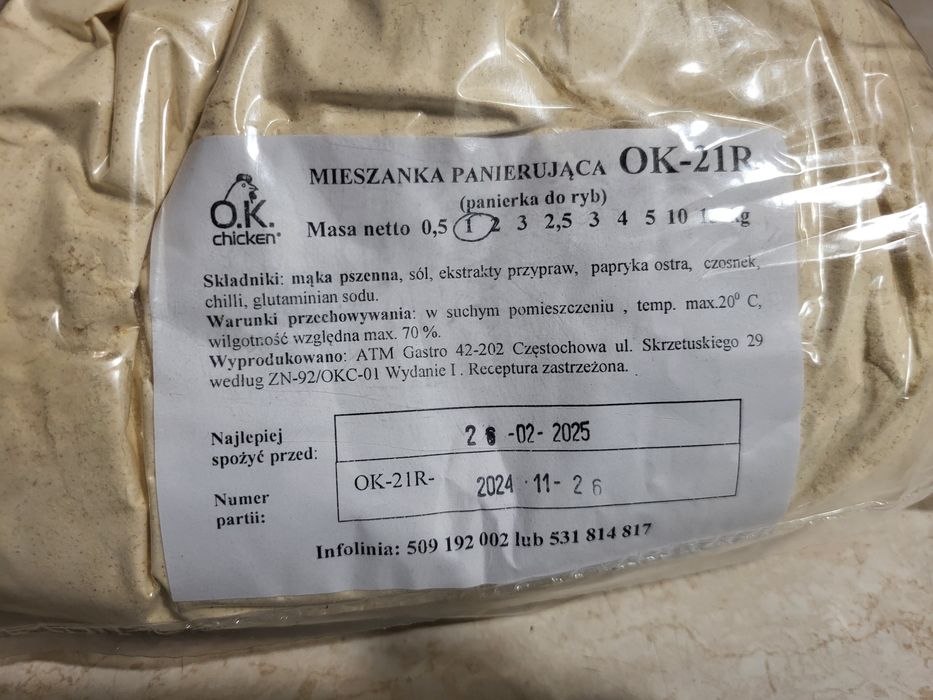 MIESZANKA PANIERUJĄCA OK-21R
(panierka do ryb)
O.K.
chicken®
Masa netto 0,5 1 2 3 2,5 3 4 5 10 kg
Składniki: mąka pszenna, sól, ekstrakty przypraw, papryka ostra, czosnek,
chilli, glutaminian sodu.
Warunki przechowywania: w suchym pomieszczeniu , temp. max.20⁰ C,
wilgotność względna max. 70 %.
Wyprodukowano: ATM Gastro 42-202 Częstochowa ul. Skrzetuskiego 29
według ZN-92/OKC-01 Wydanie I . Receptura zastrzeżona.
Najlepiej
spożyć przed:
26 -02- 2025
Numer
partii:
OK-21R- 2024 -11- 26
Infolinia: 509 192 002 lub 531 814 817